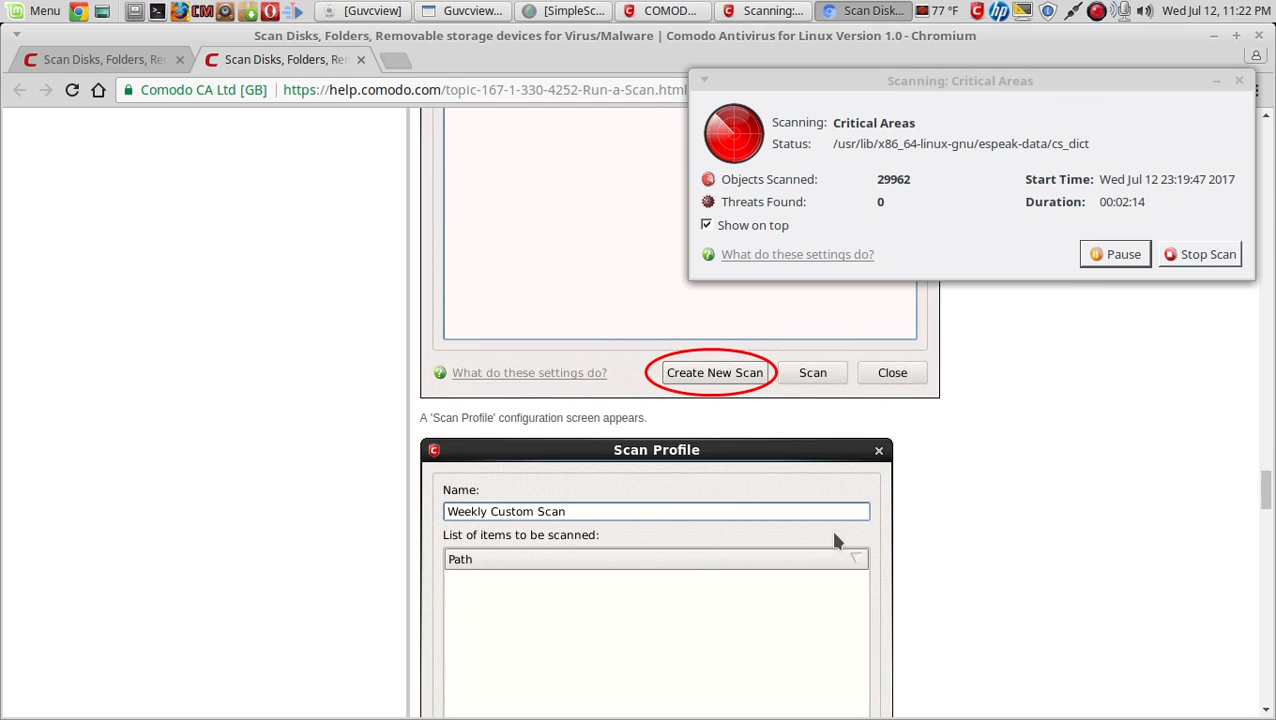 Menu
[Guvcview...
Guvcview...
[SimpleSc...
COMOD...
Scanning:...
Scan Disk...
77 °F
Wed Jul 12, 11:22 PM
Scan Disks, Folders, Removable storage devices for Virus/Malware | Comodo Antivirus for Linux Version 1.0 - Chromium
Scan Disks, Folders, Re
Scan Disks, Folders, Re
Comodo CA Ltd [GB]
https://help.comodo.com/topic-167-1-330-4252-Run-a-Scan.html
Scanning: Critical Areas
Scanning: Critical Areas
Status: /usr/lib/x86_64-linux-gnu/espeak-data/cs_dict
Objects Scanned: 29962 Start Time: Wed Jul 12 23:19:47 2017
Threats Found: 0 Duration: 00:02:14
Show on top
What do these settings do? Pause Stop Scan
What do these settings do? Create New Scan Scan Close
A 'Scan Profile' configuration screen appears.
Scan Profile
Name:
Weekly Custom Scan
List of items to be scanned:
Path